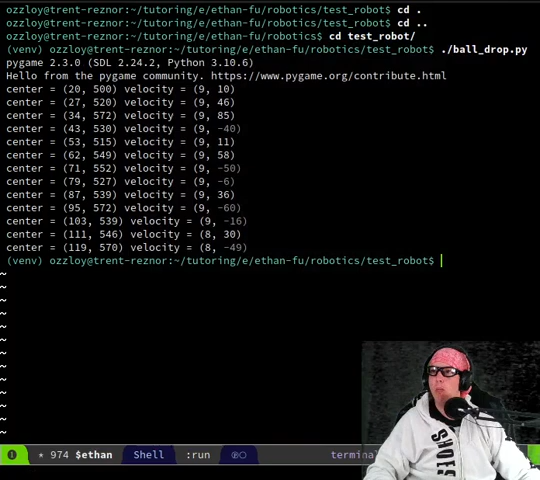 ozzloy@trent-reznor:~/tutoring/e/ethan-fu/robotics/test_robot$ cd .
ozzloy@trent-reznor:~/tutoring/e/ethan-fu/robotics/test_robot$ cd ..
ozzloy@trent-reznor:~/tutoring/e/ethan-fu/robotics$ cd test_robot/
(venv) ozzloy@trent-reznor:~/tutoring/e/ethan-fu/robotics/test_robot$ ./ball_drop.py
pygame 2.3.0 (SDL 2.24.2, Python 3.10.6)
Hello from the pygame community. https://www.pygame.org/contribute.html
center = (20, 500) velocity = (9, 10)
center = (27, 520) velocity = (9, 46)
center = (34, 572) velocity = (9, 85)
center = (43, 530) velocity = (9, -40)
center = (53, 515) velocity = (9, 11)
center = (62, 549) velocity = (9, 58)
center = (71, 552) velocity = (9, -50)
center = (79, 527) velocity = (9, -6)
center = (87, 539) velocity = (9, 36)
center = (95, 572) velocity = (9, -60)
center = (103, 539) velocity = (9, -16)
center = (111, 546) velocity = (8, 30)
center = (119, 570) velocity = (8, -49)
(venv) ozzloy@trent-reznor:~/tutoring/e/ethan-fu/robotics/test_robot$
~
~
~
~
~
~
~
~
~
~
~
~
~
* 974 $ethan Shell :run termina
SHOES